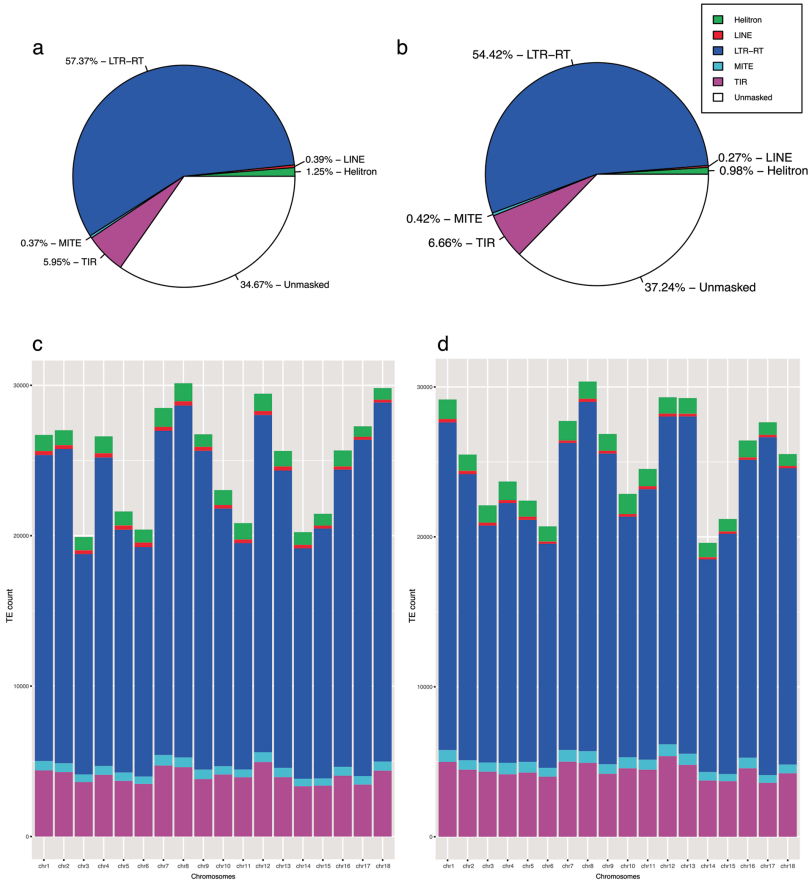 a
57.37% – LTR–RT
0.39% – LINE
1.25% – Helitron
0.37% – MITE
5.95% – TIR
34.67% – Unmasked
b
54.42% – LTR–RT
0.27% – LINE
0.98% – Helitron
0.42% – MITE
6.66% – TIR
37.24% – Unmasked
Helitron
LINE
LTR–RT
MITE
TIR
Unmasked
c
30000
20000
10000
0
TE count
chr1 chr2 chr3 chr4 chr5 chr6 chr7 chr8 chr9 chr10 chr11 chr12 chr13 chr14 chr15 chr16 chr17 chr18
Chromosomes
d
30000
20000
10000
0
TE count
chr1 chr2 chr3 chr4 chr5 chr6 chr7 chr8 chr9 chr10 chr11 chr12 chr13 chr14 chr15 chr16 chr17 chr18
Chromosomes